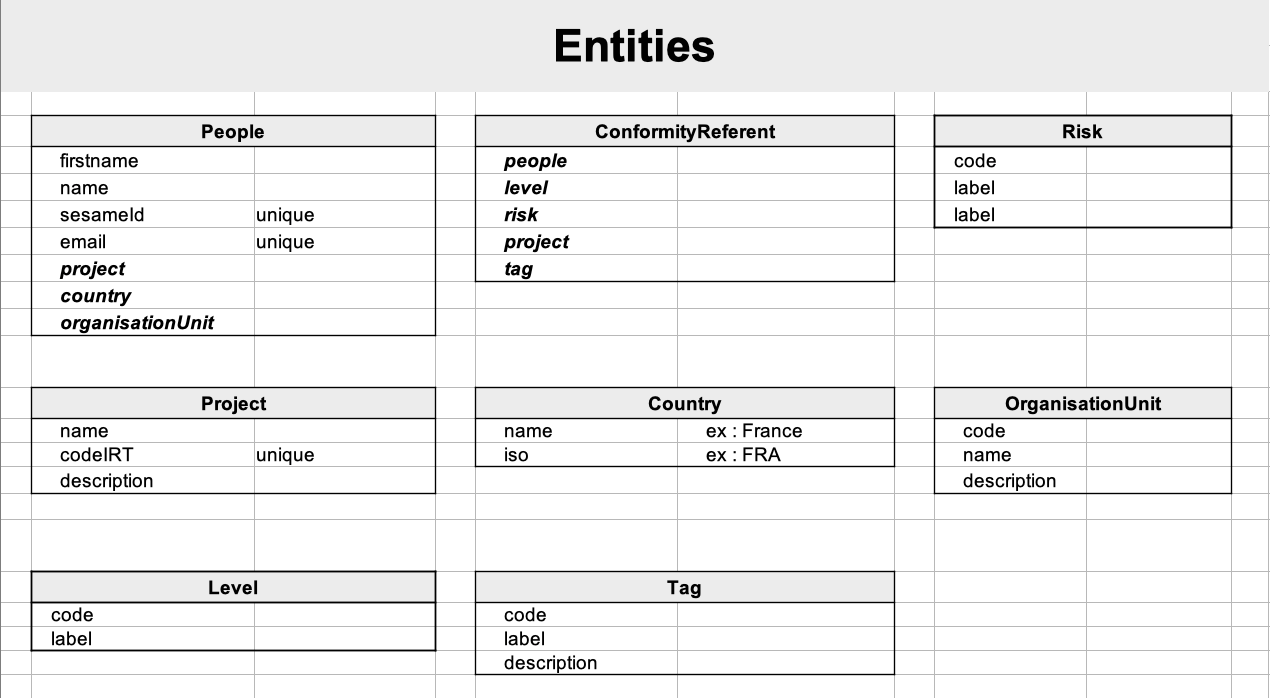 Entities
People
firstname
name
sesameId unique
email unique
project
country
organisationUnit
ConformityReferent
people
level
risk
project
tag
Risk
code
label
label
Project
name
codeIRT unique
description
Country
name ex : France
iso ex : FRA
OrganisationUnit
code
name
description
Level
code
label
Tag
code
label
description